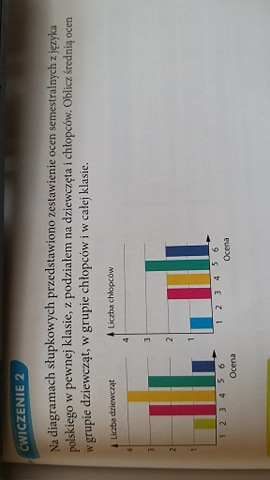 ĆWICZENIE 2
Na diagramach słupkowych przedstawiono zestawienie ocen semestralnych z języka
polskiego w pewnej klasie, z podziałem na dziewczęta i chłopców. Oblicz średnią ocen
w grupie dziewcząt, w grupie chłopców i w całej klasie.
Liczba dziewcząt
4
3
2
1
1 2 3 4 5 6
Ocena
Liczba chłopców
4
3
2
1
1 2 3 4 5 6
Ocena